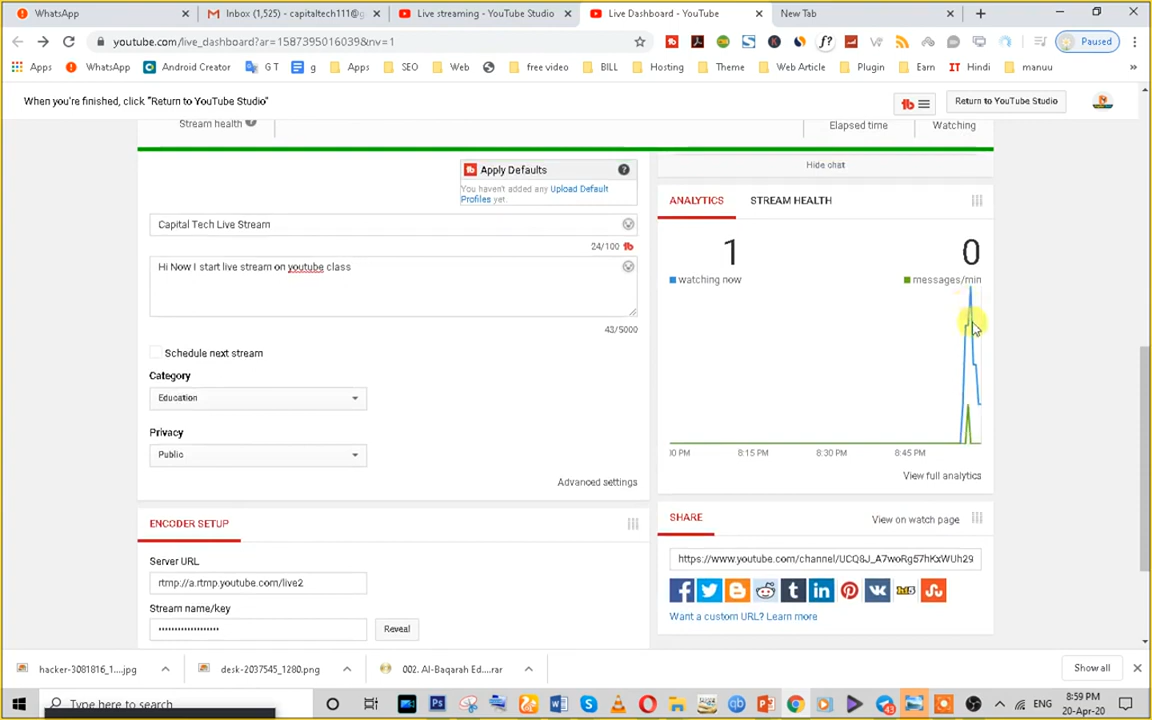 WhatsApp
Inbox (1,525) - capitaltech111@g
Live streaming - YouTube Studio
Live Dashboard - YouTube
New Tab
youtube.com/live_dashboard?ar=1587395016039&nv=1
Paused
Apps
WhatsApp
Android Creator
G T
g
Apps
SEO
Web
free video
BILL
Hosting
Theme
Web Article
Plugin
Earn
IT Hindi
manuu
When you're finished, click "Return to YouTube Studio"
Return to YouTube Studio
Stream health
Elapsed time
Watching
Apply Defaults
You haven't added any Upload Default
Profiles yet.
Hide chat
Capital Tech Live Stream
24/100
Hi Now I start live stream on youtube class
43/5000
Schedule next stream
Category
Education
Privacy
Public
Advanced settings
ANALYTICS
STREAM HEALTH
1
0
watching now
messages/min
:00 PM
8:15 PM
8:30 PM
8:45 PM
View full analytics
ENCODER SETUP
Server URL
rtmp://a.rtmp.youtube.com/live2
Stream name/key
Reveal
SHARE
View on watch page
https://www.youtube.com/channel/UCQ8J_A7woRg57hKxWUh29
Want a custom URL? Learn more
hacker-3081816_1....jpg
desk-2037545_1280.png
002. Al-Baqarah Ed....rar
Show all
Type here to search
ENG
8:59 PM
20-Apr-20